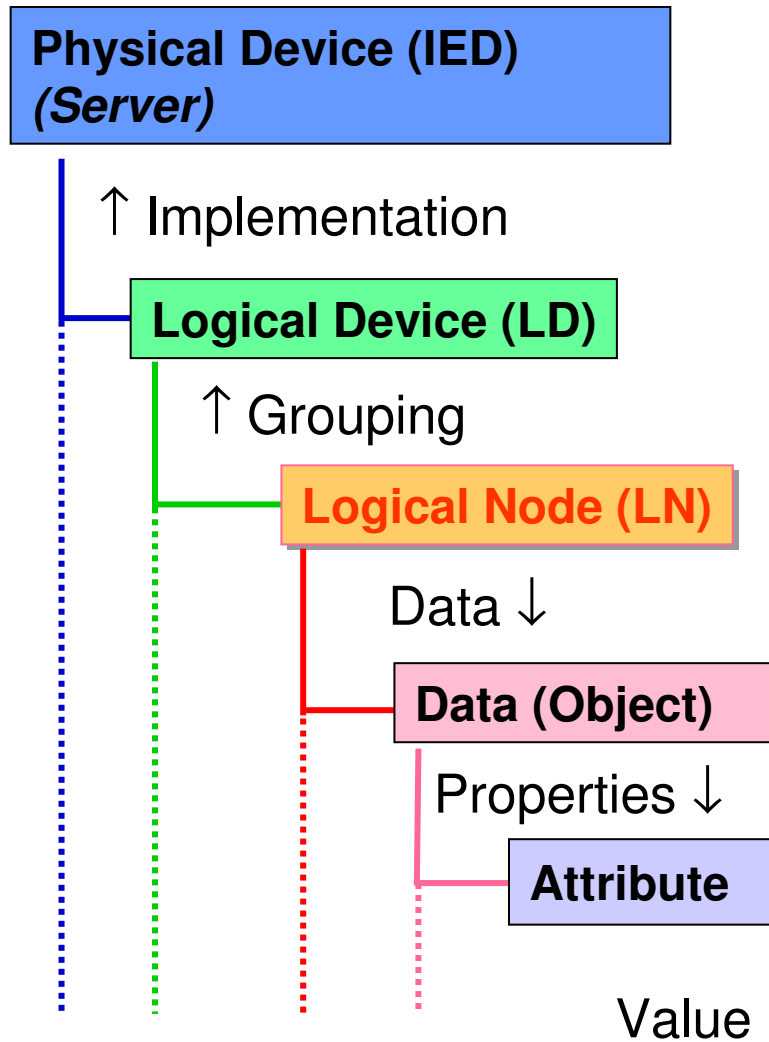 Physical Device (IED)
(Server)
↑ Implementation
Logical Device (LD)
↑ Grouping
Logical Node (LN)
Data ↓
Data (Object)
Properties ↓
Attribute
Value